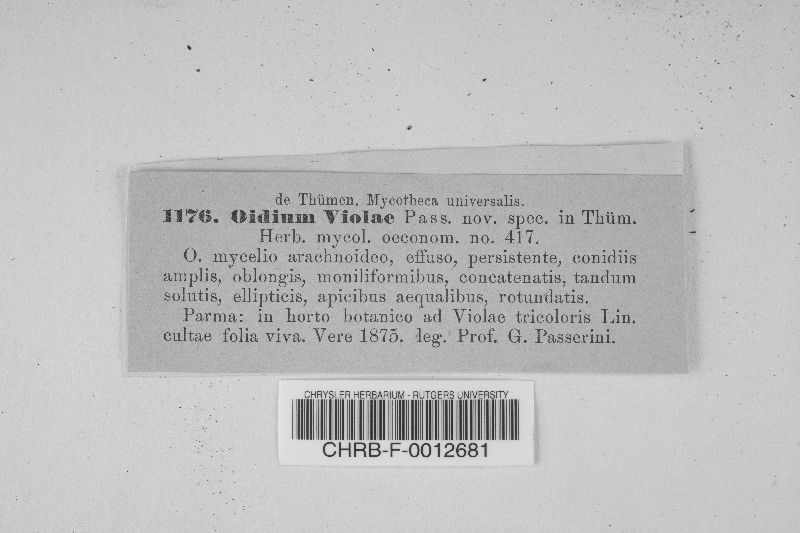 de Thümen, Mycotheca universalis.
1176. Oidium Violae Pass. nov. spec. in Thüm.
Herb. mycol. oeconom. no. 417.
O. mycelio arachnoideo, effuso, persistente, conidiis
amplis, oblongis, moniliformibus, concatenatis, tandum
solutis, ellipticis, apicibus aequalibus, rotundatis.
Parma: in horto botanico ad Violae tricoloris Lin.
cultae folia viva. Vere 1875. leg. Prof. G. Passerini.
CHRYSLER HERBARIUM - RUTGERS UNIVERSITY
CHRB-F-0012681